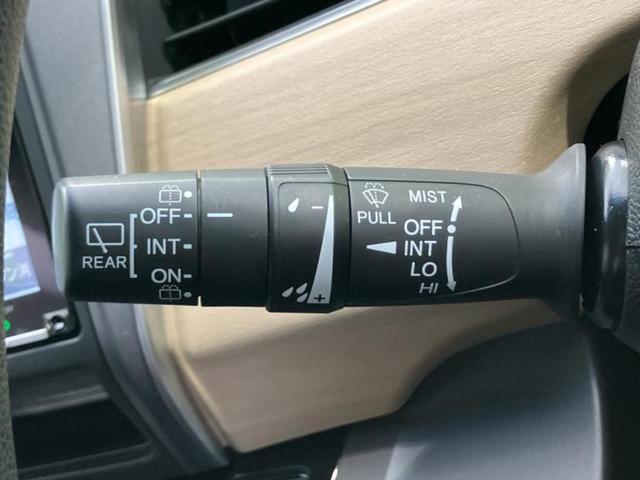 OFF
INT
ON
REAR
-
+
PULL
MIST
OFF
INT
LO
HI